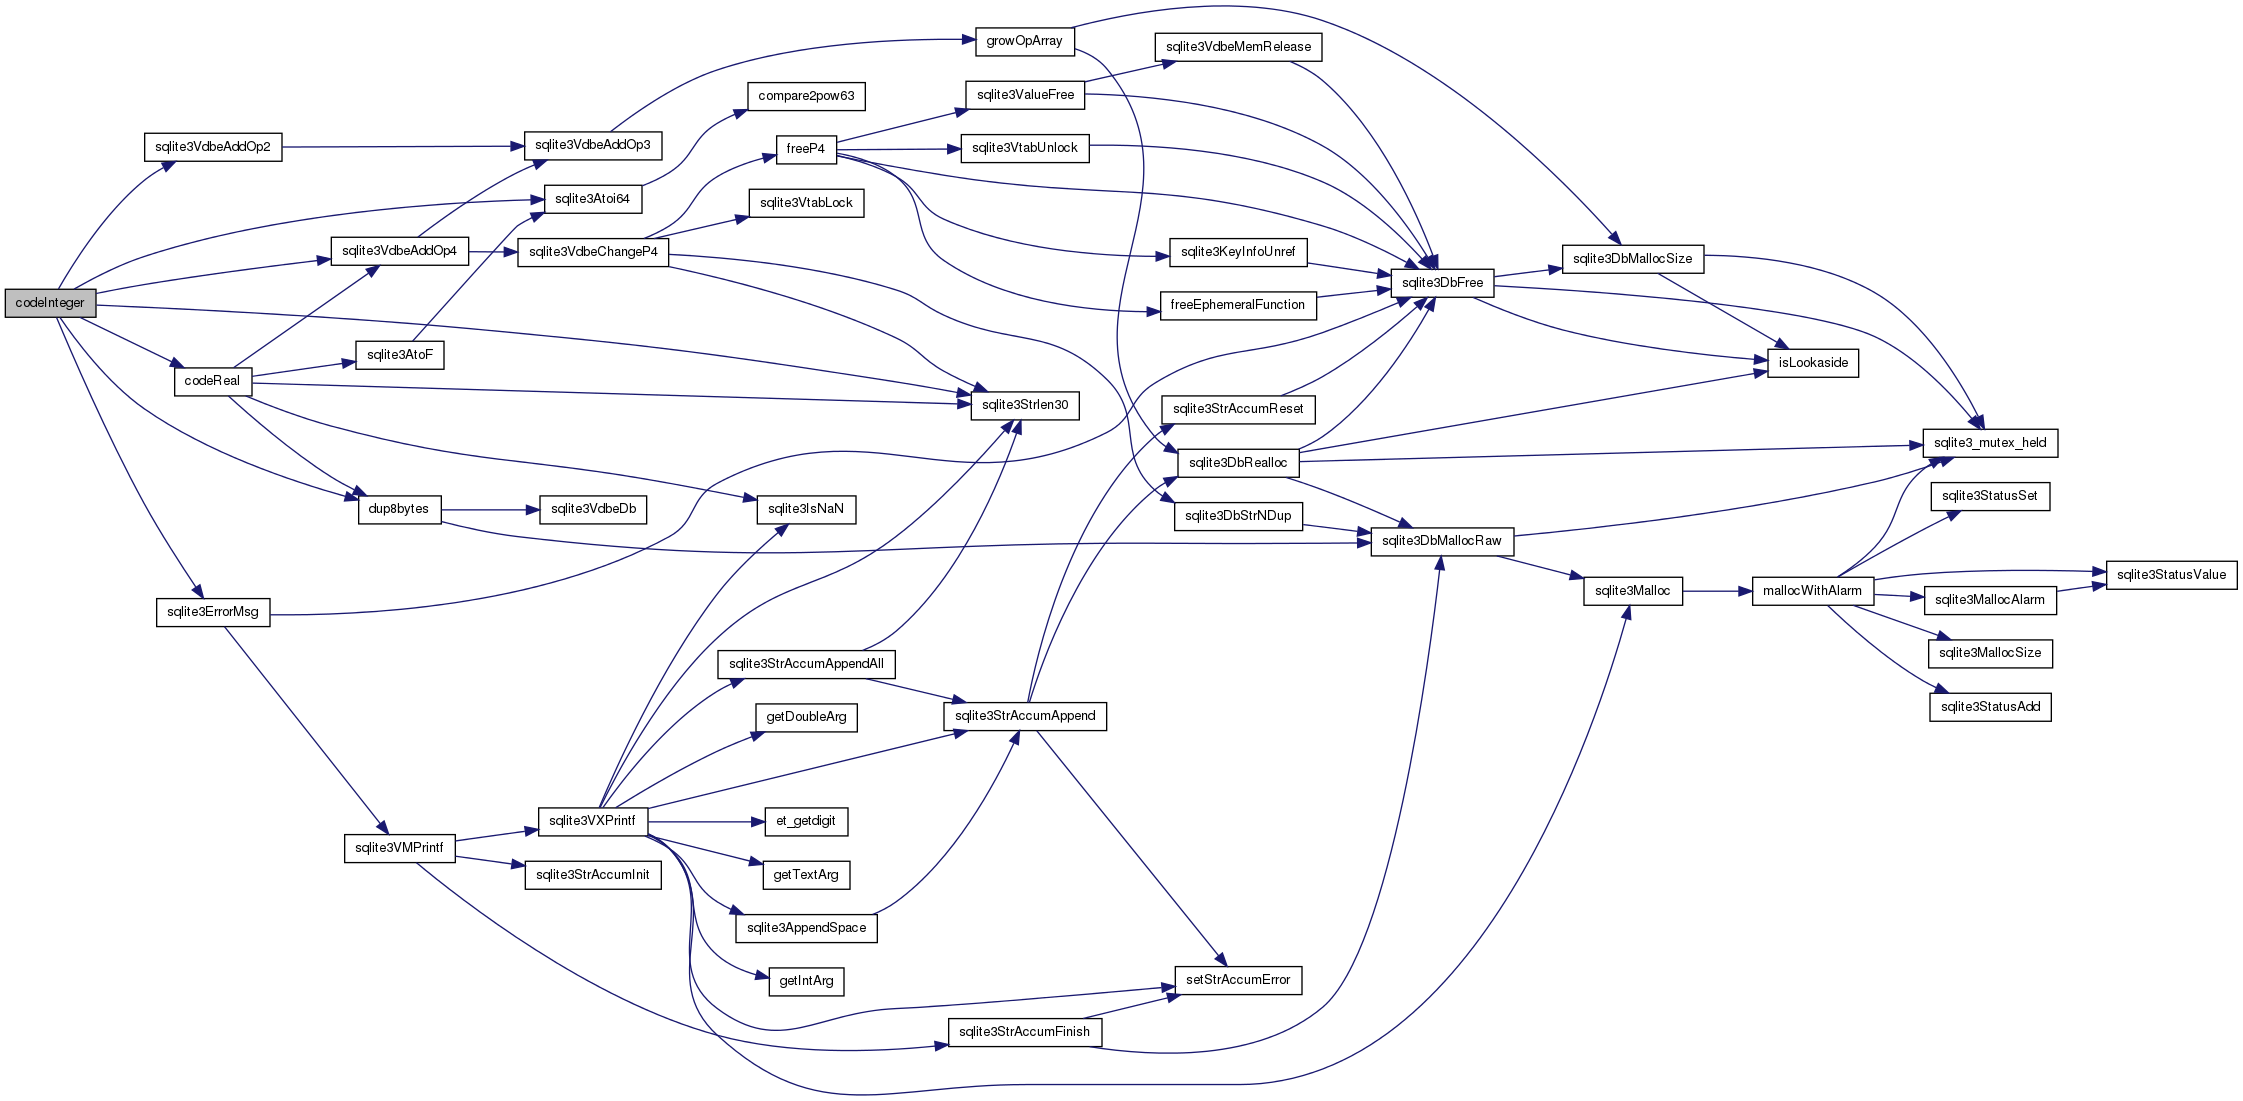 codeInteger
sqlite3VdbeAddOp2
sqlite3VdbeAddOp4
codeReal
sqlite3AtoF
dup8bytes
sqlite3ErrorMsg
sqlite3VMPrintf
sqlite3VdbeAddOp3
sqlite3Atoi64
sqlite3VdbeChangeP4
sqlite3VdbeDb
sqlite3VXPrintf
sqlite3StrAccumInit
compare2pow63
freeP4
sqlite3VtabLock
sqlite3IsNaN
sqlite3StrAccumAppendAll
getDoubleArg
et_getdigit
getTextArg
sqlite3AppendSpace
getIntArg
growOpArray
sqlite3ValueFree
sqlite3VtabUnlock
sqlite3Strlen30
sqlite3StrAccumAppend
sqlite3StrAccumFinish
sqlite3VdbeMemRelease
sqlite3KeyInfoUnref
freeEphemeralFunction
sqlite3StrAccumReset
sqlite3DbRealloc
sqlite3DbStrNDup
setStrAccumError
sqlite3DbFree
sqlite3DbMallocRaw
sqlite3DbMallocSize
sqlite3Malloc
isLookaside
mallocWithAlarm
sqlite3_mutex_held
sqlite3StatusSet
sqlite3MallocAlarm
sqlite3MallocSize
sqlite3StatusAdd
sqlite3StatusValue